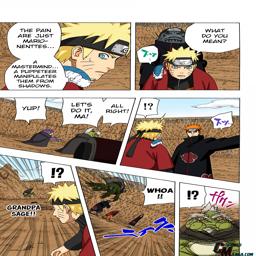 WHAT
DO YOU
MEAN?
THE PAIN
ARE JUST
MARIO-
NETTES...
A
MASTERMIND...
A PUPPETEER
MANIPULATES
THEM FROM
SHADOWS.
!?
ALL
RIGHT!
LET'S
DO IT,
MA!
YUP!
!?
WHOA
!!
!?
GRANDPA
SAGE!!